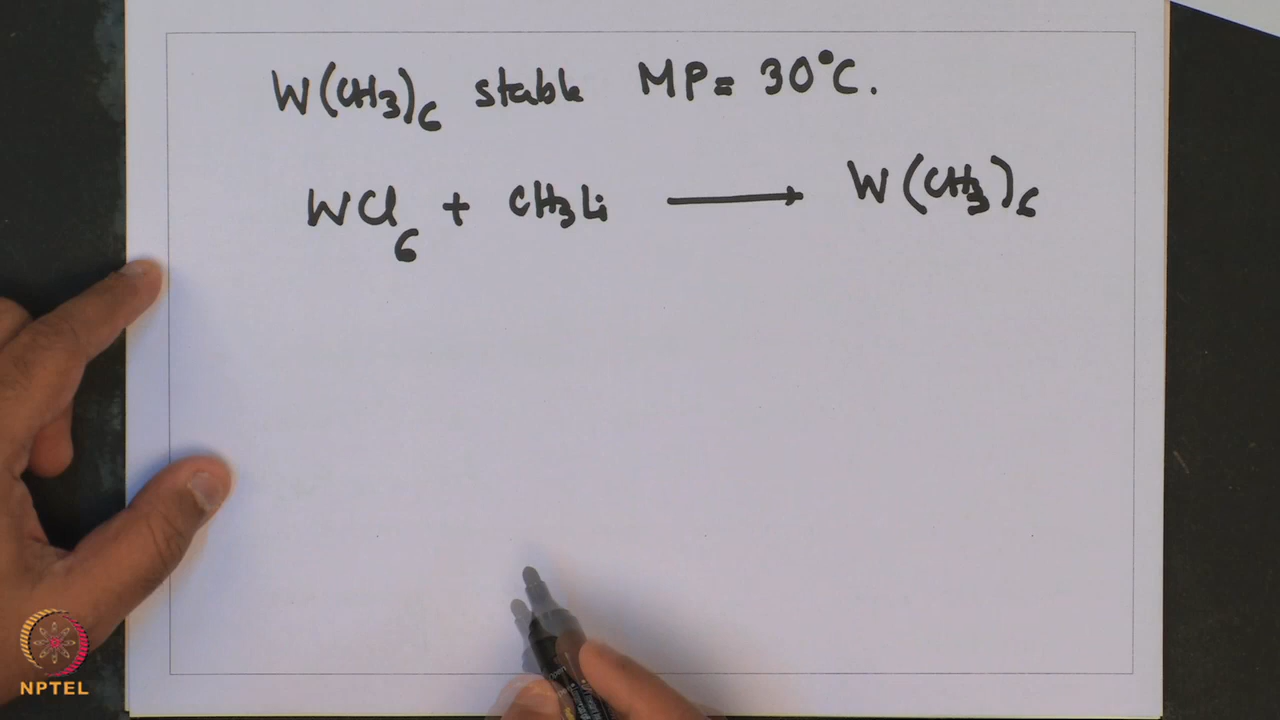 W(CH₃)₆ stable MP = 30°C.
WCl₆ + CH₃Li ⟶ W(CH₃)₆
NPTEL